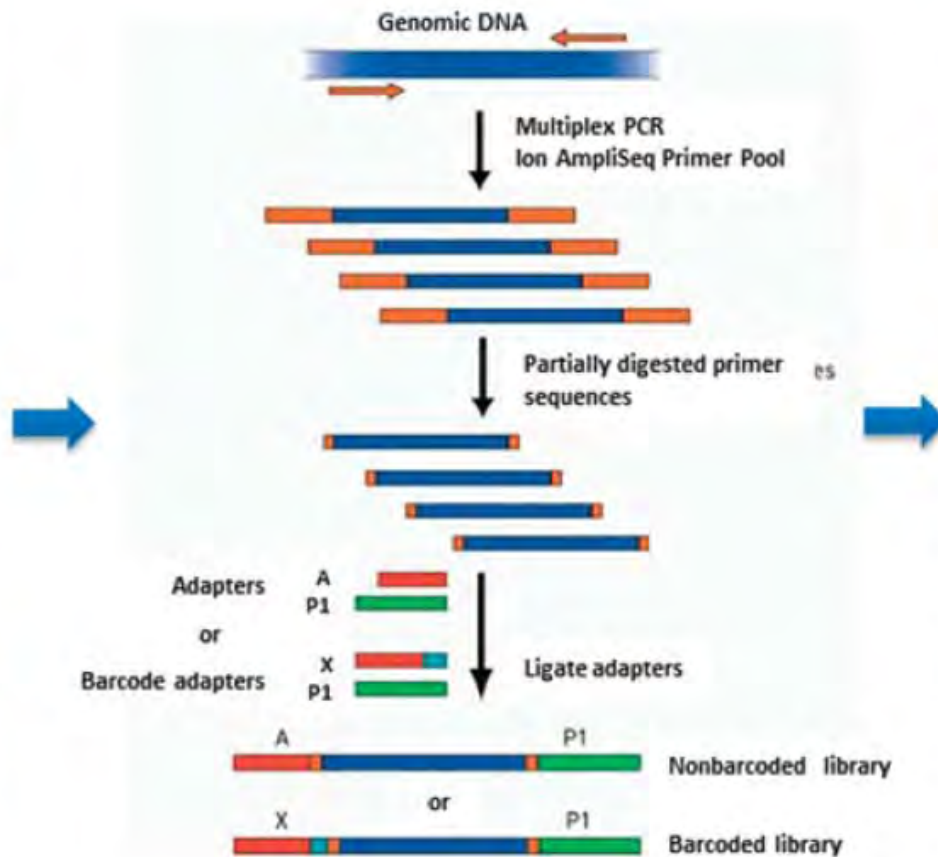 Genomic DNA
Multiplex PCR
Ion AmpliSeq Primer Pool
Partially digested primer es
sequences
Adapters
A
P1
or
Barcode adapters
X
P1
Ligate adapters
A P1
Nonbarcoded library
or
X P1
Barcoded library